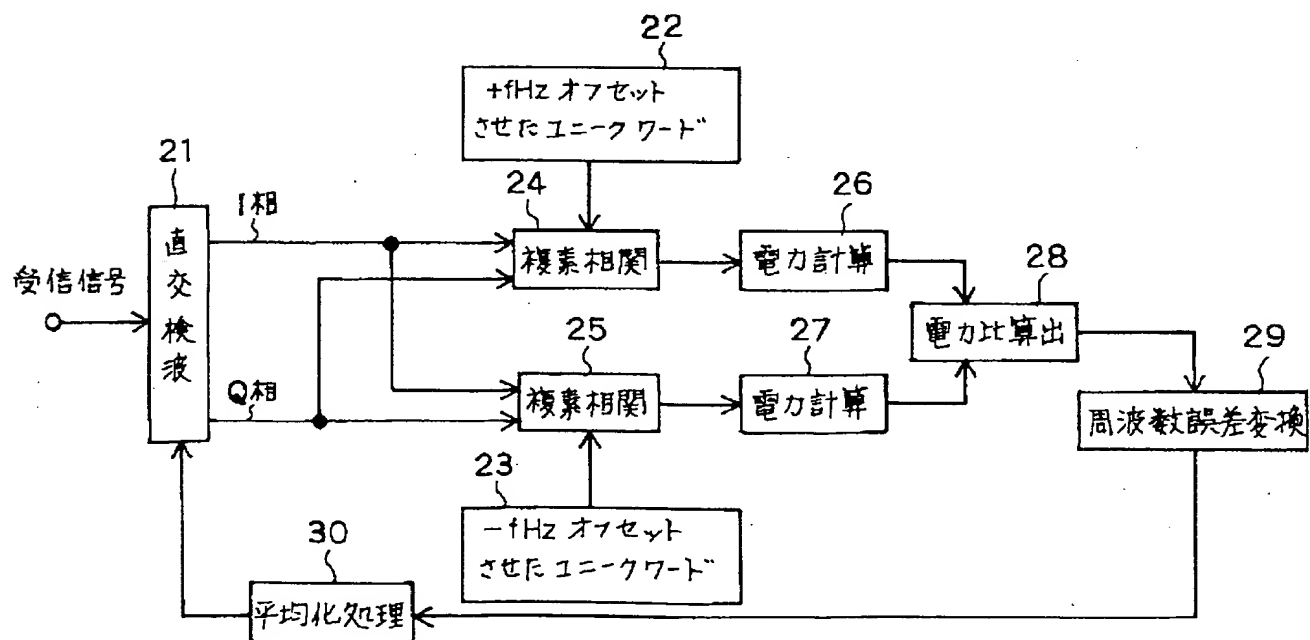 22
+fHz オフセット
させた ユニークワード
21
直交検波
I相
Q相
受信信号
24
複素相関
26
電力計算
28
電力比算出
25
複素相関
27
電力計算
29
周波数誤差変換
23
-fHz オフセット
させた ユニークワード
30
平均化処理